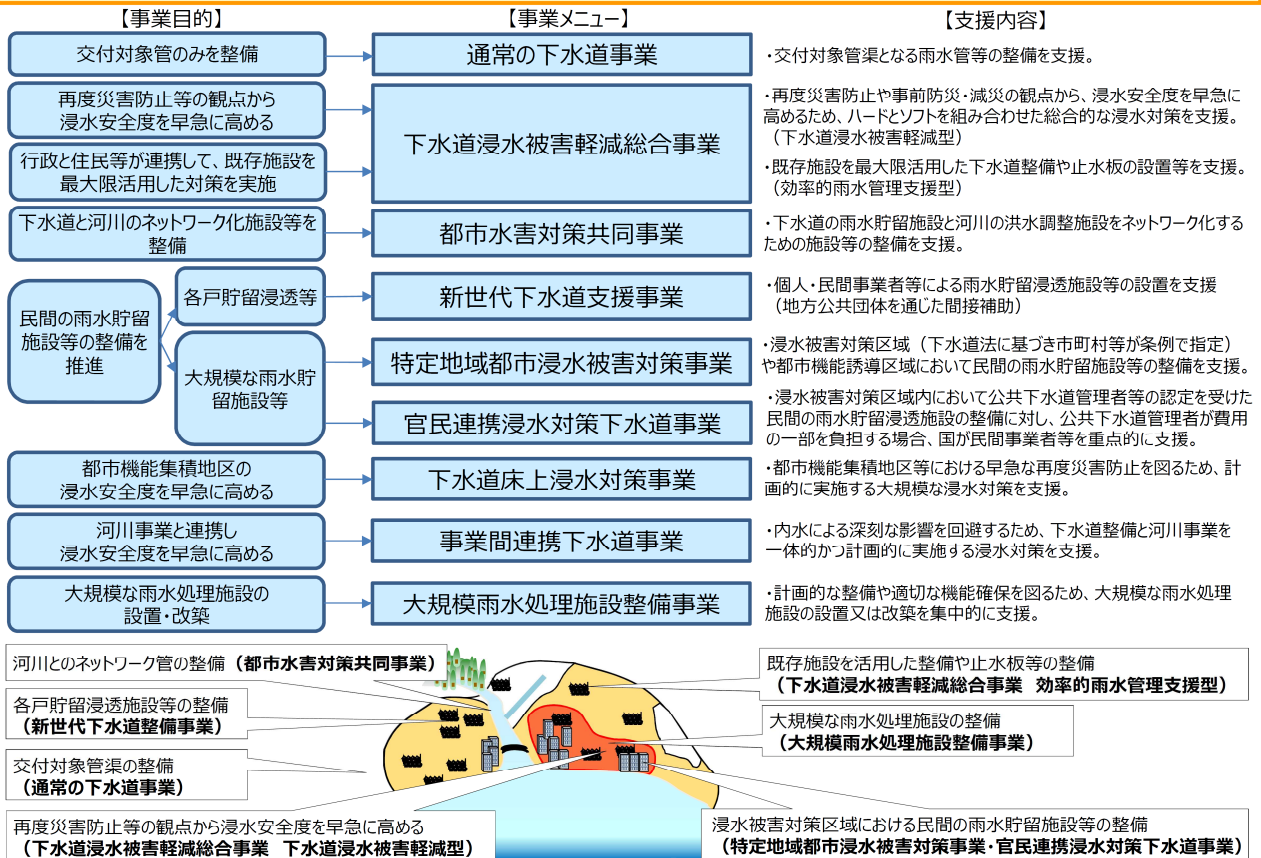 【事業目的】
【事業メニュー】
【支援内容】
交付対象管のみを整備
通常の下水道事業
・交付対象管渠となる雨水管等の整備を支援。
再度災害防止等の観点から
浸水安全度を早急に高める
行政と住民等が連携して、既存施設を
最大限活用した対策を実施
下水道浸水被害軽減総合事業
・再度災害防止や事前防災・減災の観点から、浸水安全度を早急に
高めるため、ハードとソフトを組み合わせた総合的な浸水対策を支援。
（下水道浸水被害軽減型）
・既存施設を最大限活用した下水道整備や止水板の設置等を支援。
（効率的雨水管理支援型）
下水道と河川のネットワーク化施設等を
整備
都市水害対策共同事業
・下水道の雨水貯留施設と河川の洪水調整施設をネットワーク化する
ための施設等の整備を支援。
民間の雨水貯留
施設等の整備を
推進
各戸貯留浸透等
新世代下水道支援事業
・個人・民間事業者等による雨水貯留浸透施設等の設置を支援
（地方公共団体を通じた間接補助）
大規模な雨水貯
留施設等
特定地域都市浸水被害対策事業
・浸水被害対策区域（下水道法に基づき市町村等が条例で指定）
や都市機能誘導区域において民間の雨水貯留施設等の整備を支援。
官民連携浸水対策下水道事業
・浸水被害対策区域内において公共下水道管理者等の認定を受けた
民間の雨水貯留浸透施設の整備に対し、公共下水道管理者が費用
の一部を負担する場合、国が民間事業者等を重点的に支援。
都市機能集積地区の
浸水安全度を早急に高める
下水道床上浸水対策事業
・都市機能集積地区等における早急な再度災害防止を図るため、計
画的に実施する大規模な浸水対策を支援。
河川事業と連携し
浸水安全度を早急に高める
事業間連携下水道事業
・内水による深刻な影響を回避するため、下水道整備と河川事業を
一体的かつ計画的に実施する浸水対策を支援。
大規模な雨水処理施設の
設置・改築
大規模雨水処理施設整備事業
・計画的な整備や適切な機能確保を図るため、大規模な雨水処理
施設の設置又は改築を集中的に支援。
河川とのネットワーク管の整備（都市水害対策共同事業）
各戸貯留浸透施設等の整備
（新世代下水道整備事業）
交付対象管渠の整備
（通常の下水道事業）
再度災害防止等の観点から浸水安全度を早急に高める
（下水道浸水被害軽減総合事業　下水道浸水被害軽減型）
既存施設を活用した整備や止水板等の整備
（下水道浸水被害軽減総合事業　効率的雨水管理支援型）
大規模な雨水処理施設の整備
（大規模雨水処理施設整備事業）
浸水被害対策区域における民間の雨水貯留施設等の整備
（特定地域都市浸水被害対策事業・官民連携浸水対策下水道事業）